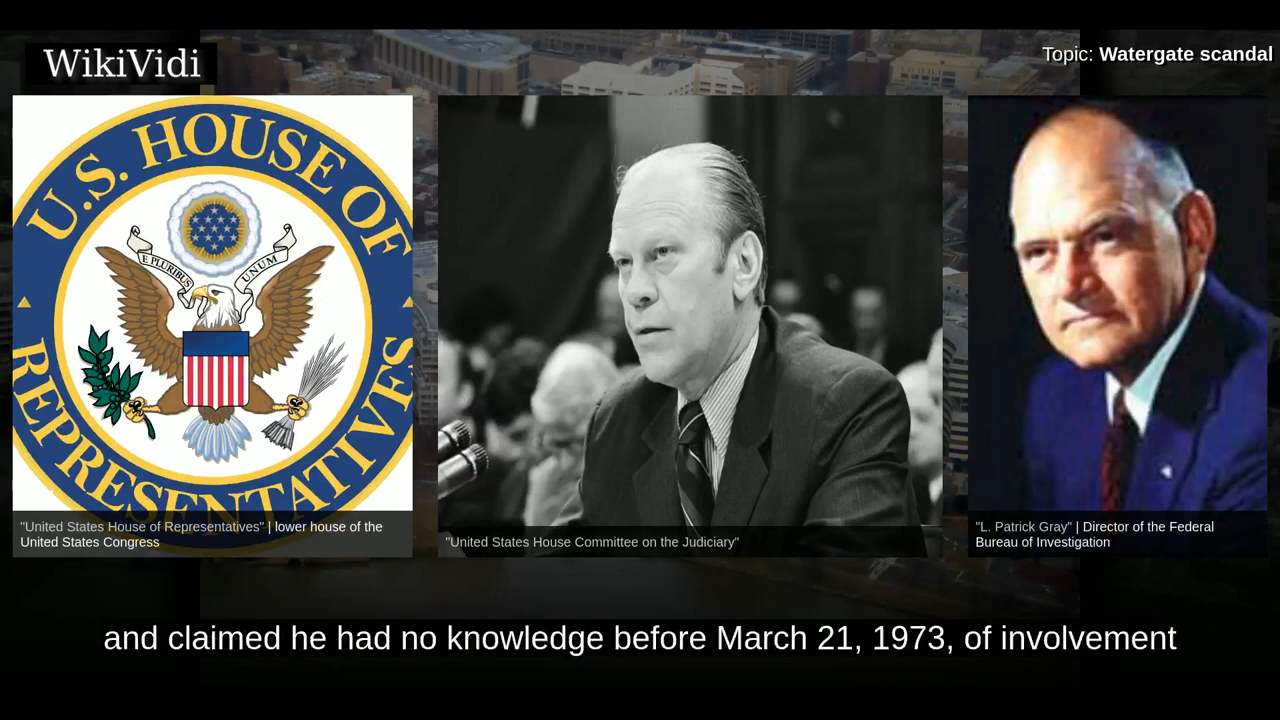 WikiVidi
Topic: Watergate scandal
U.S. HOUSE OF
E PLURIBUS
UNUM
REPRESENTATIVES
"United States House of Representatives" | lower house of the
United States Congress
"United States House Committee on the Judiciary"
"L. Patrick Gray" | Director of the Federal
Bureau of Investigation
and claimed he had no knowledge before March 21, 1973, of involvement